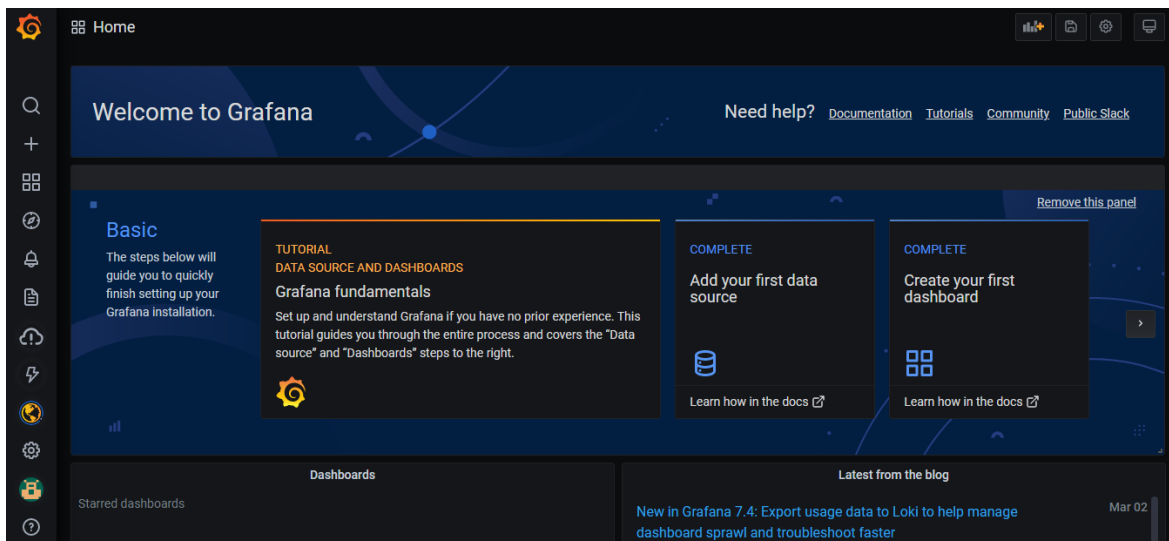 Home
Welcome to Grafana
Need help? Documentation Tutorials Community Public Slack
Remove this panel
Basic
The steps below will
guide you to quickly
finish setting up your
Grafana installation.
TUTORIAL
DATA SOURCE AND DASHBOARDS
Grafana fundamentals
Set up and understand Grafana if you have no prior experience. This
tutorial guides you through the entire process and covers the “Data
source” and “Dashboards” steps to the right.
COMPLETE
Add your first data
source
Learn how in the docs
COMPLETE
Create your first
dashboard
Learn how in the docs
Dashboards
Starred dashboards
Latest from the blog
New in Grafana 7.4: Export usage data to Loki to help manage
dashboard sprawl and troubleshoot faster
Mar 02